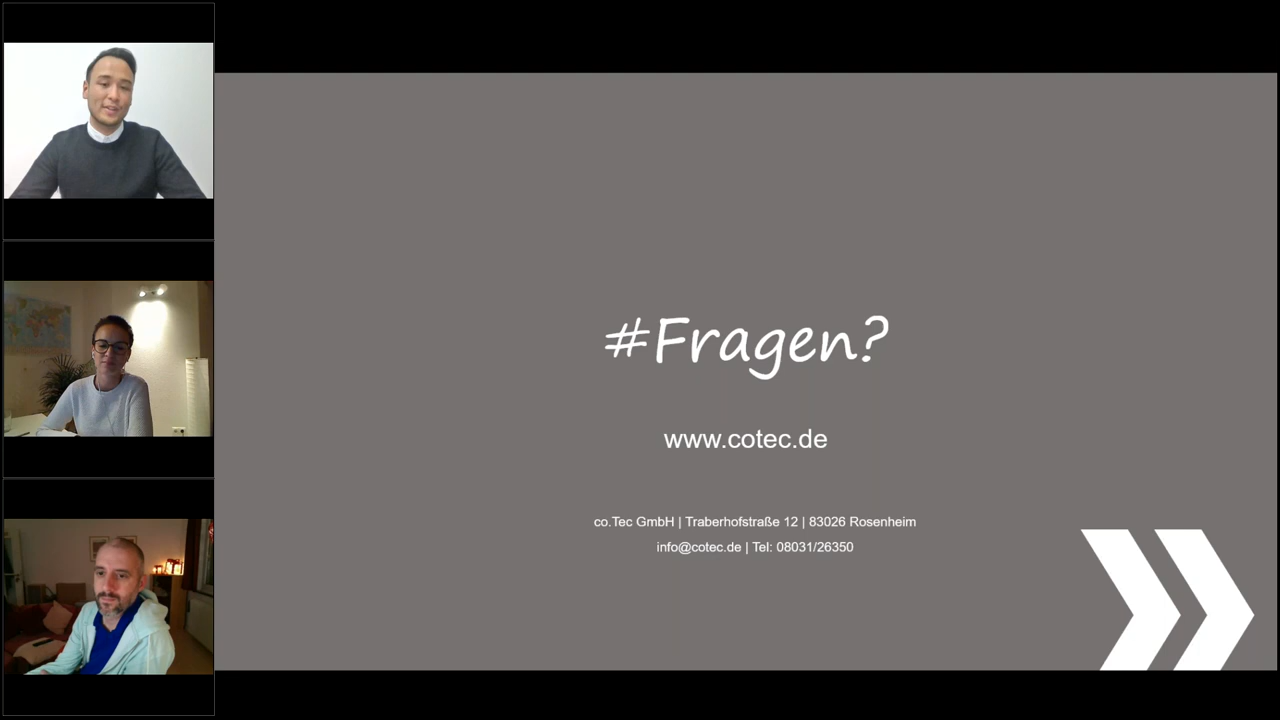 #Fragen?
www.cotec.de
co.Tec GmbH | Traberhofstraße 12 | 83026 Rosenheim
info@cotec.de | Tel: 08031/26350